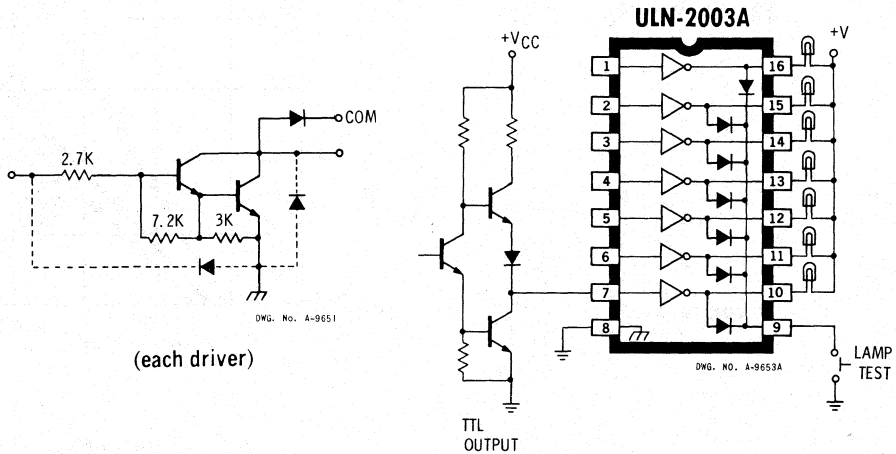 ULN-2003A
+VCC
+V
1
16
2
15
3
14
4
13
5
12
6
11
7
10
8
9
COM
2.7K
7.2K
3K
DWG. No. A-9651
(each driver)
DWG. NO. A-9653A
LAMP
TEST
TTL
OUTPUT